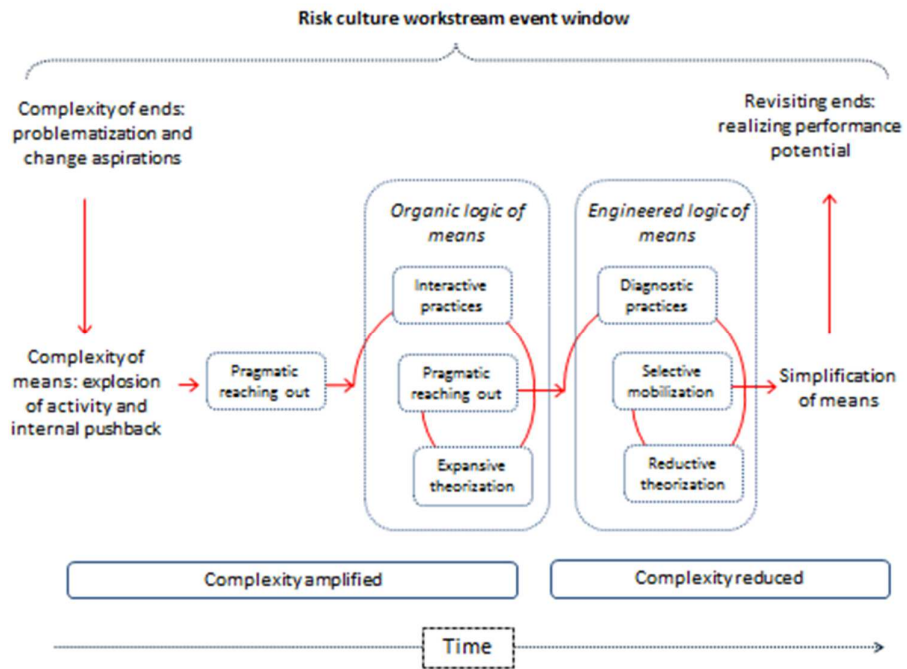 Risk culture workstream event window
Complexity of ends:
problematization and
change aspirations
Revisiting ends:
realizing performance
potential
Organic logic of
means
Engineered logic of
means
Interactive
practices
Diagnostic
practices
Complexity of
means: explosion
of activity and
internal pushback
Pragmatic
reaching out
Pragmatic
reaching out
Selective
mobilization
Simplification
of means
Expansive
theorization
Reductive
theorization
Complexity amplified
Complexity reduced
Time